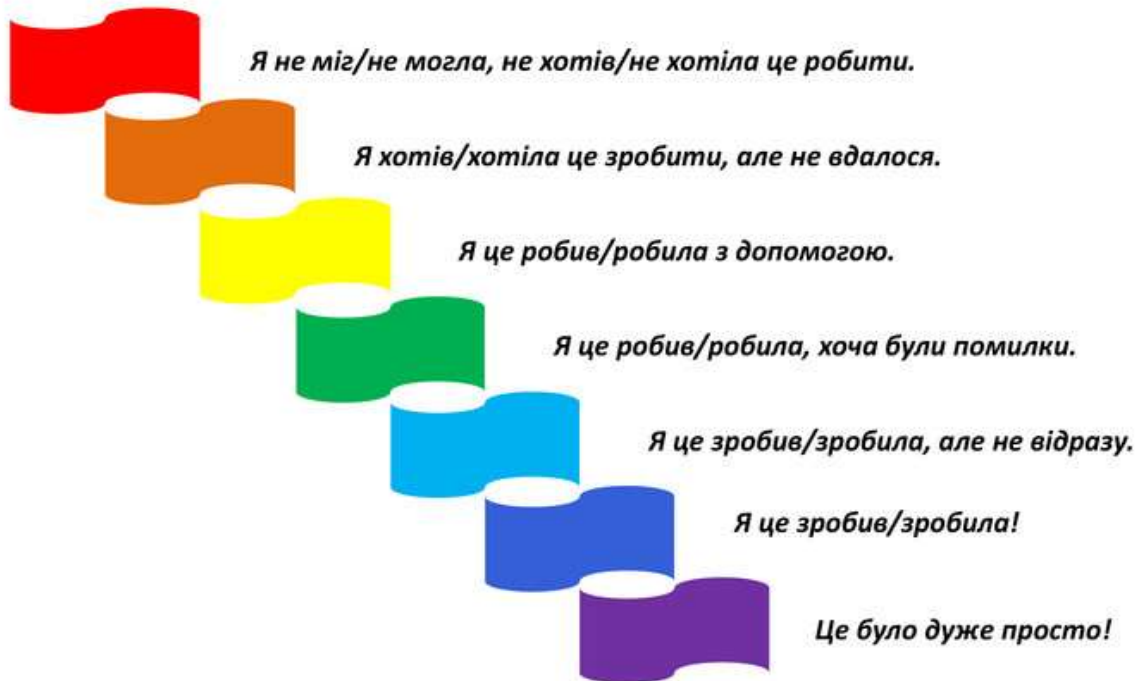 Я не міг/не могла, не хотів/не хотіла це робити.
Я хотів/хотіла це зробити, але не вдалося.
Я це робив/робила з допомогою.
Я це робив/робила, хоча були помилки.
Я це зробив/зробила, але не відразу.
Я це зробив/зробила!
Це було дуже просто!